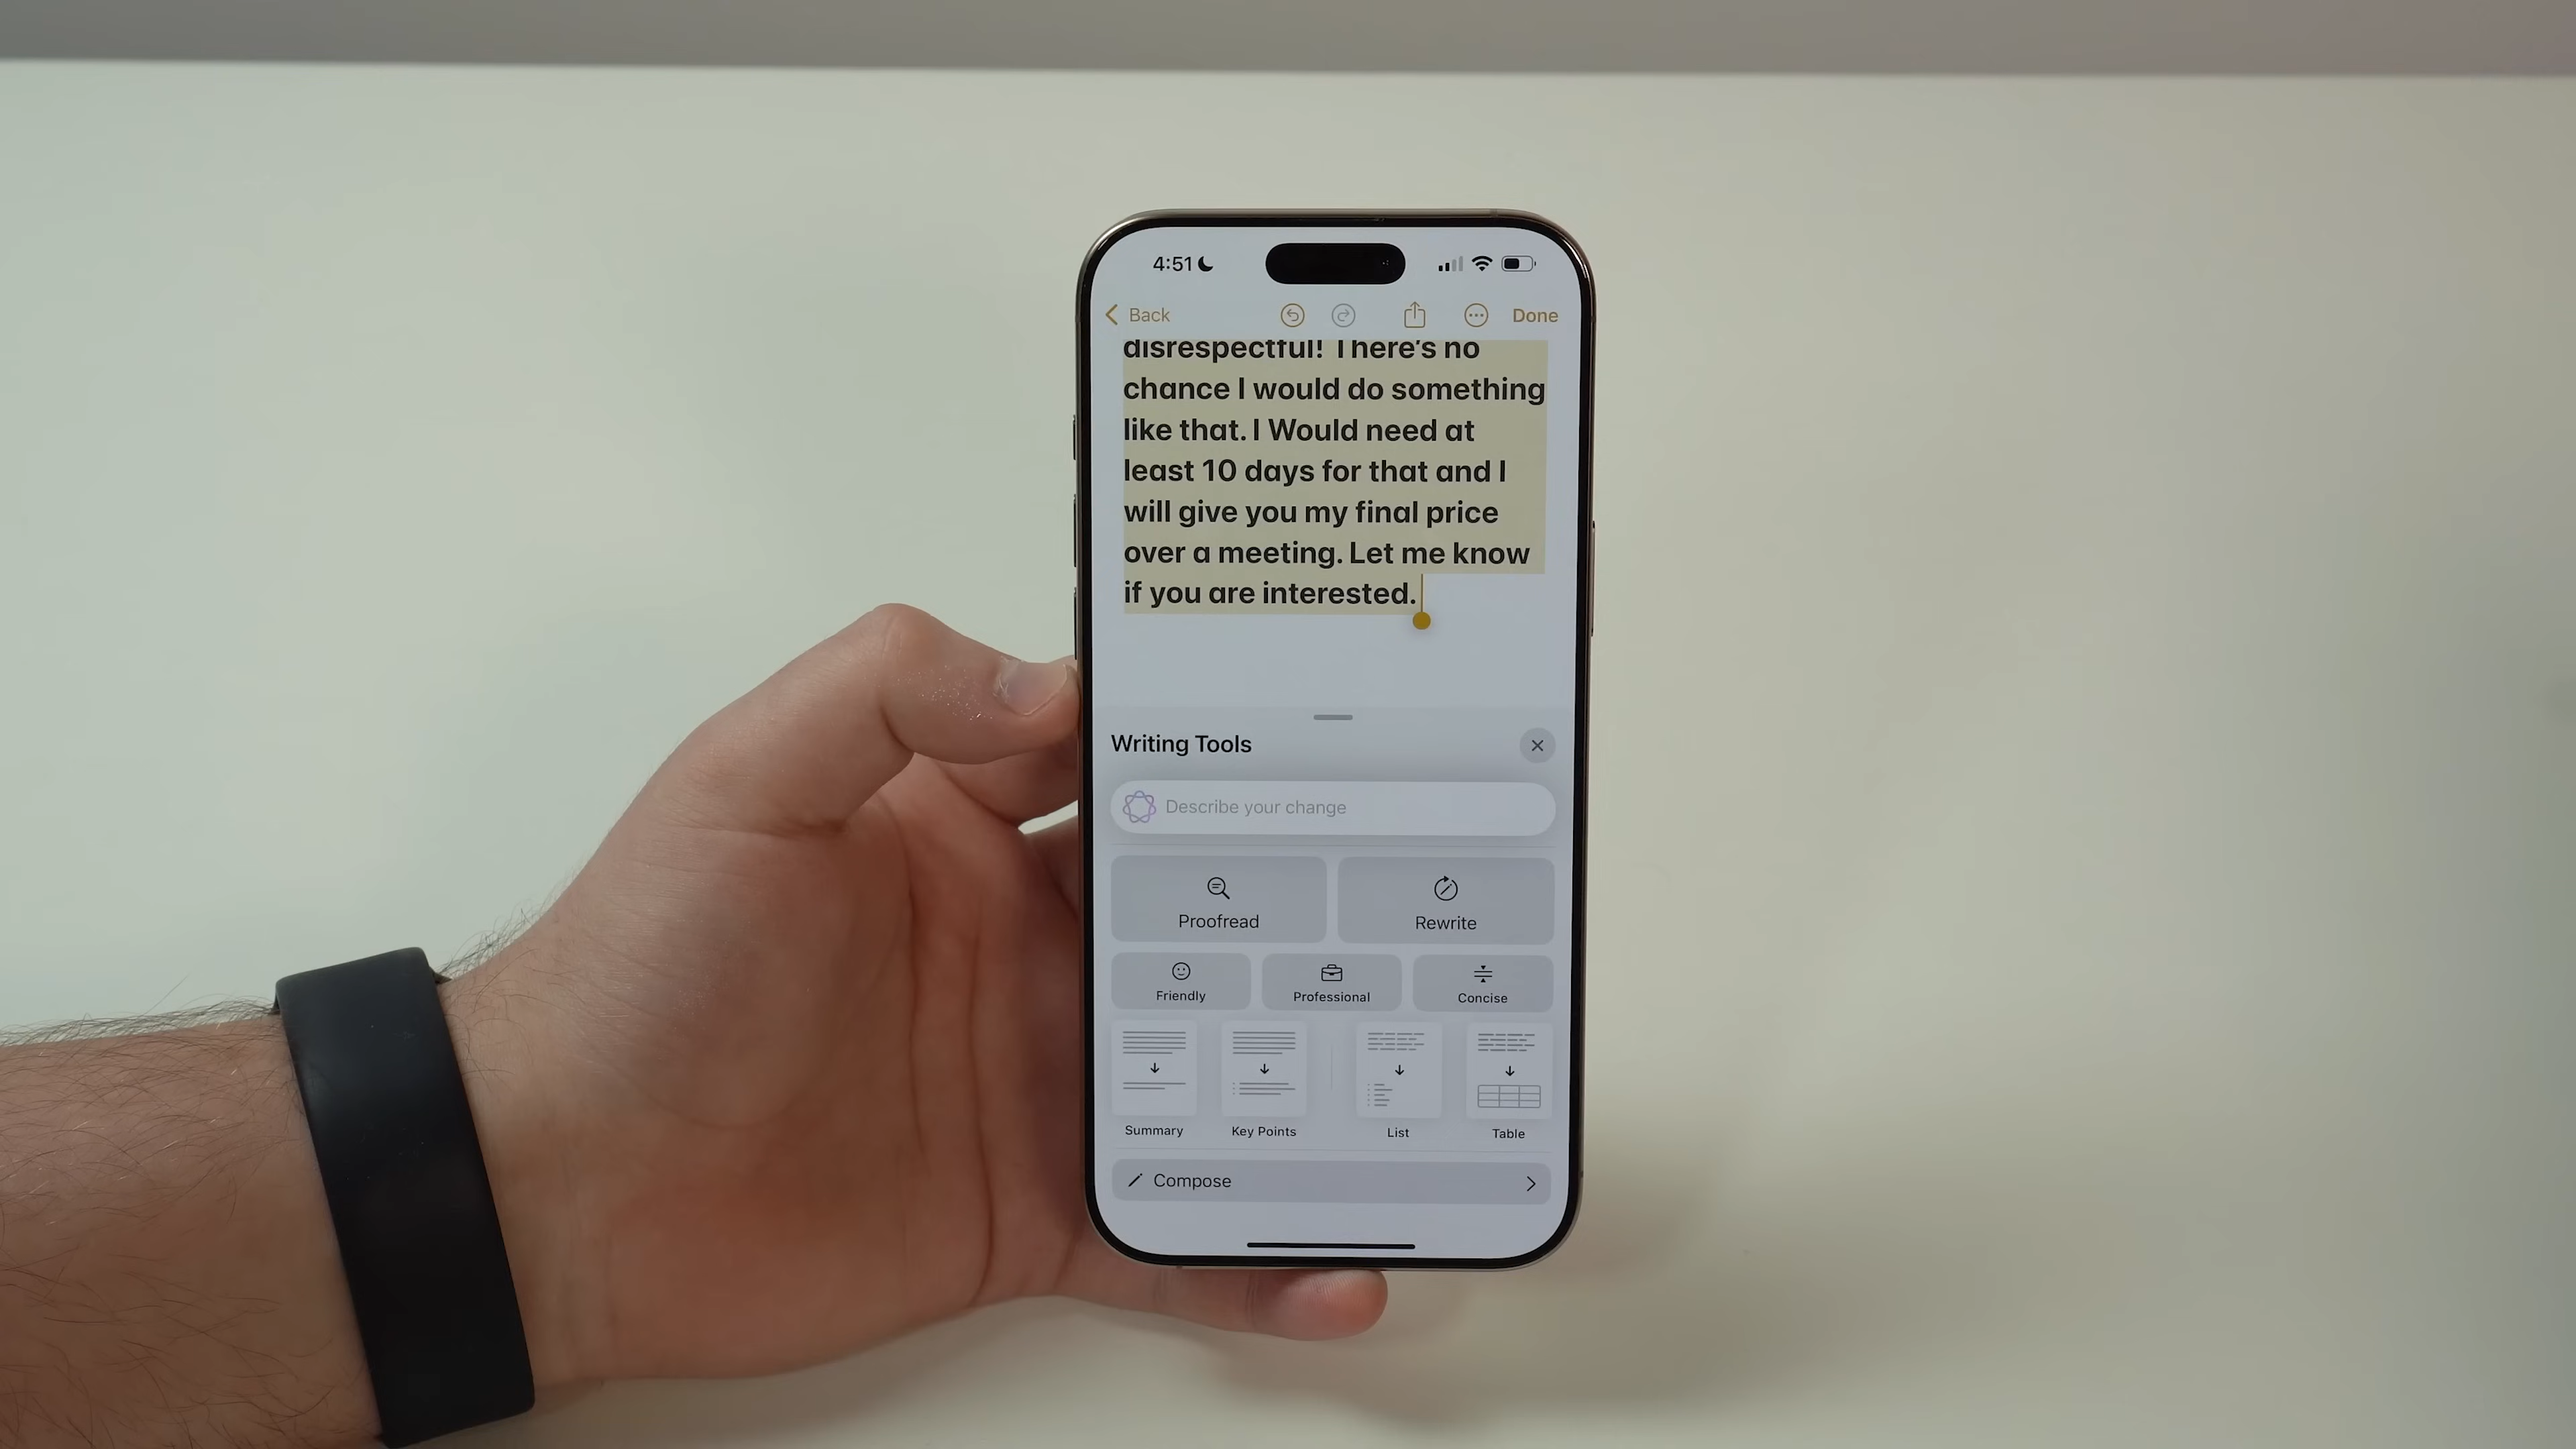 4:51
Back Done
disrespectful! There's no
chance I would do something
like that. I Would need at
least 10 days for that and I
will give you my final price
over a meeting. Let me know
if you are interested.
Writing Tools
Describe your change
Proofread Rewrite
Friendly Professional Concise
Summary Key Points List Table
Compose